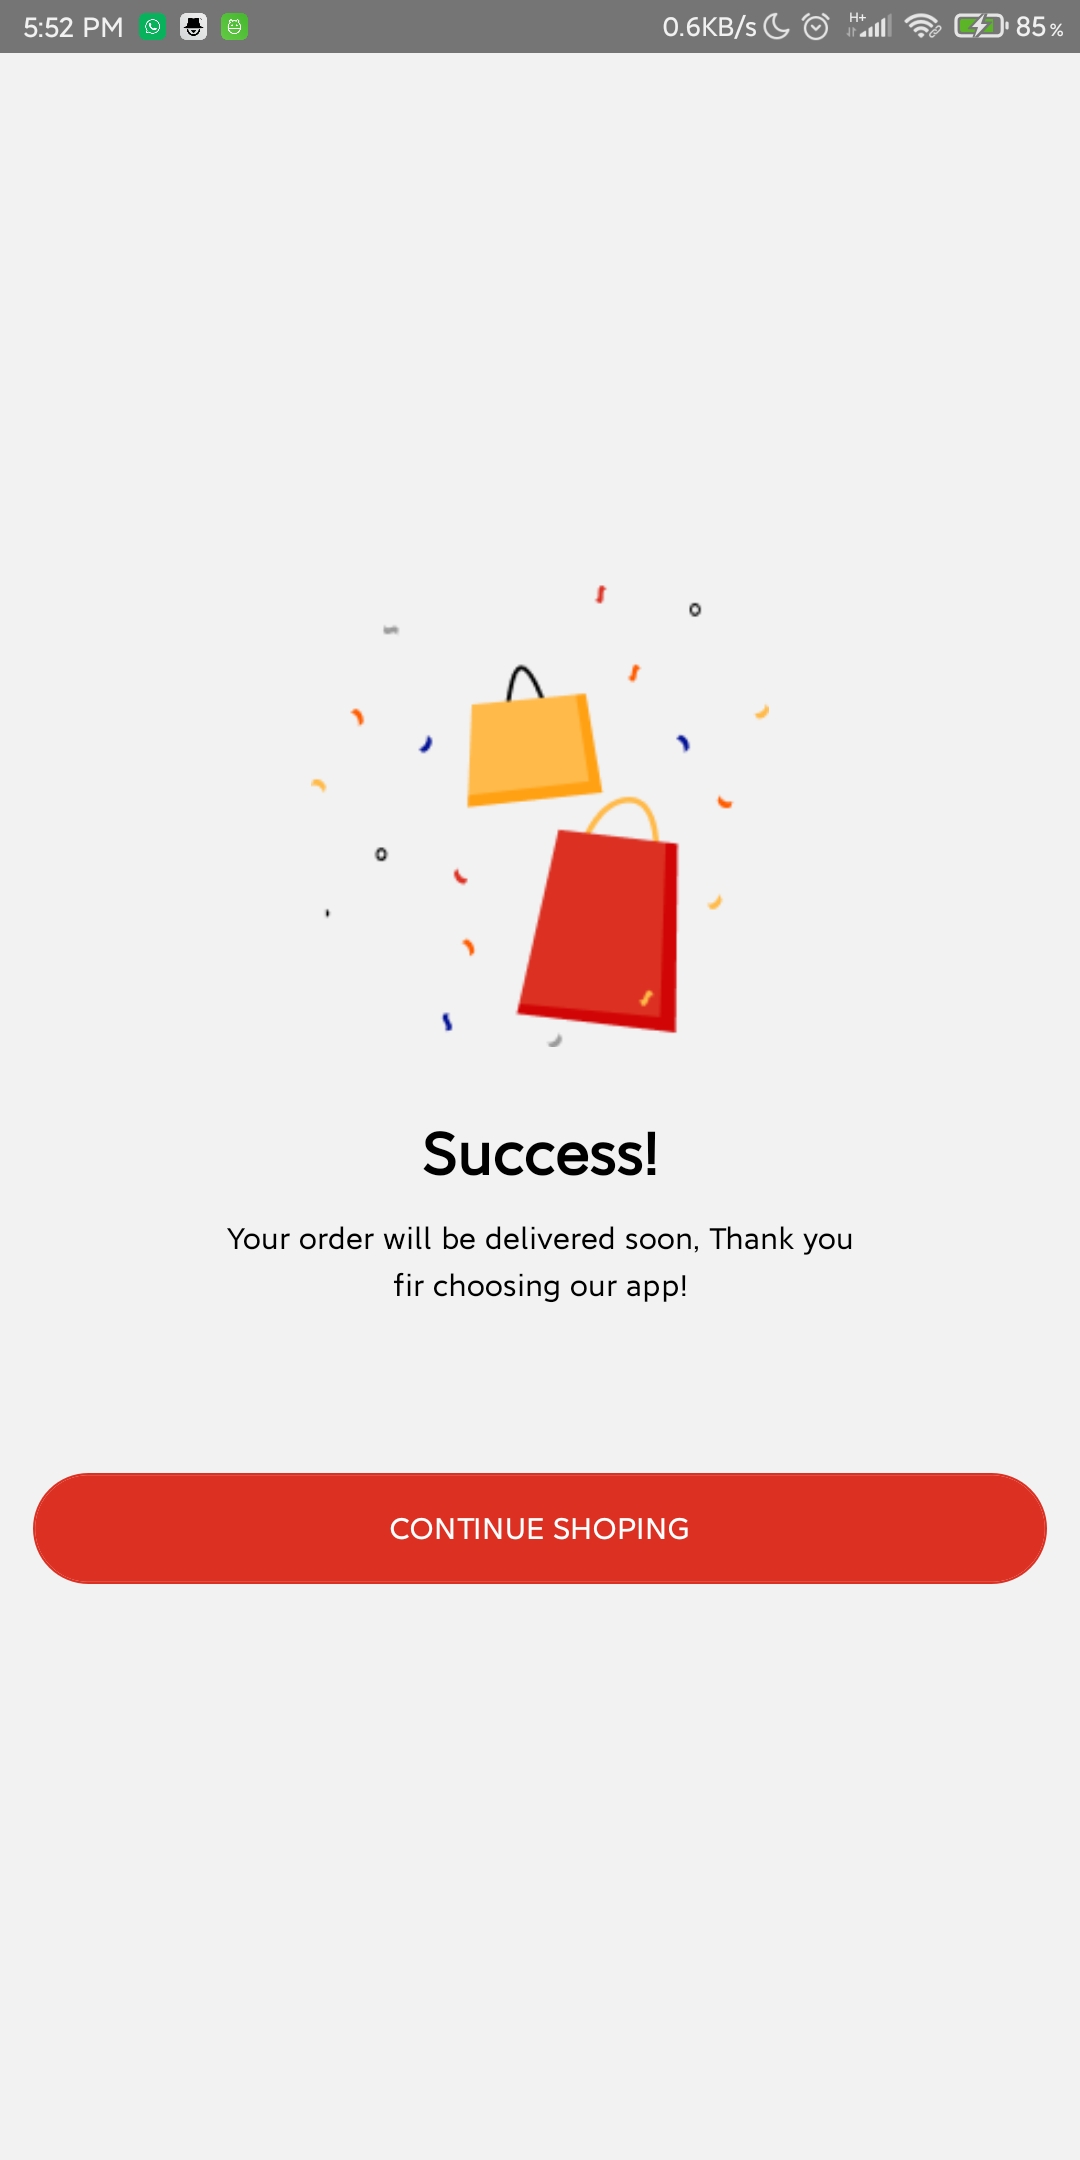 5:52 PM 0.6KB/s H+ 85%
Success!
Your order will be delivered soon, Thank you
fir choosing our app!
CONTINUE SHOPING